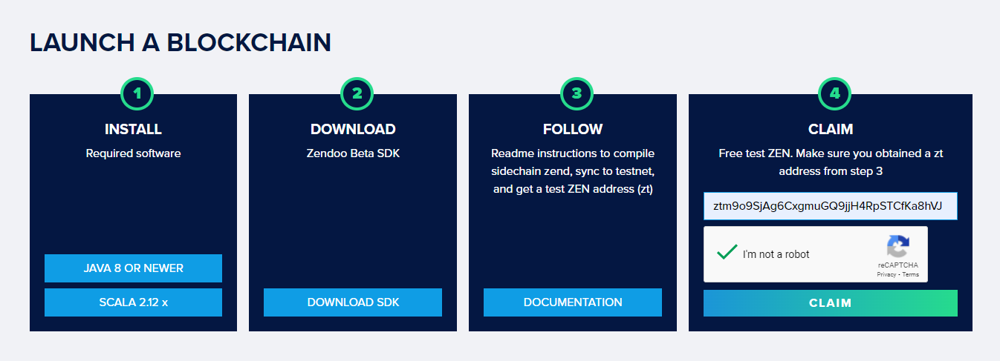 LAUNCH A BLOCKCHAIN
1
INSTALL
Required software
JAVA 8 OR NEWER
SCALA 2.12 x
2
DOWNLOAD
Zendoo Beta SDK
DOWNLOAD SDK
3
FOLLOW
Readme instructions to compile
sidechain zend, sync to testnet,
and get a test ZEN address (zt)
DOCUMENTATION
4
CLAIM
Free test ZEN. Make sure you obtained a zt
address from step 3
ztm9o9SjAg6CxgmuGQ9jjH4RpSTCfKa8hVJ
I'm not a robot
reCAPTCHA
Privacy - Terms
CLAIM